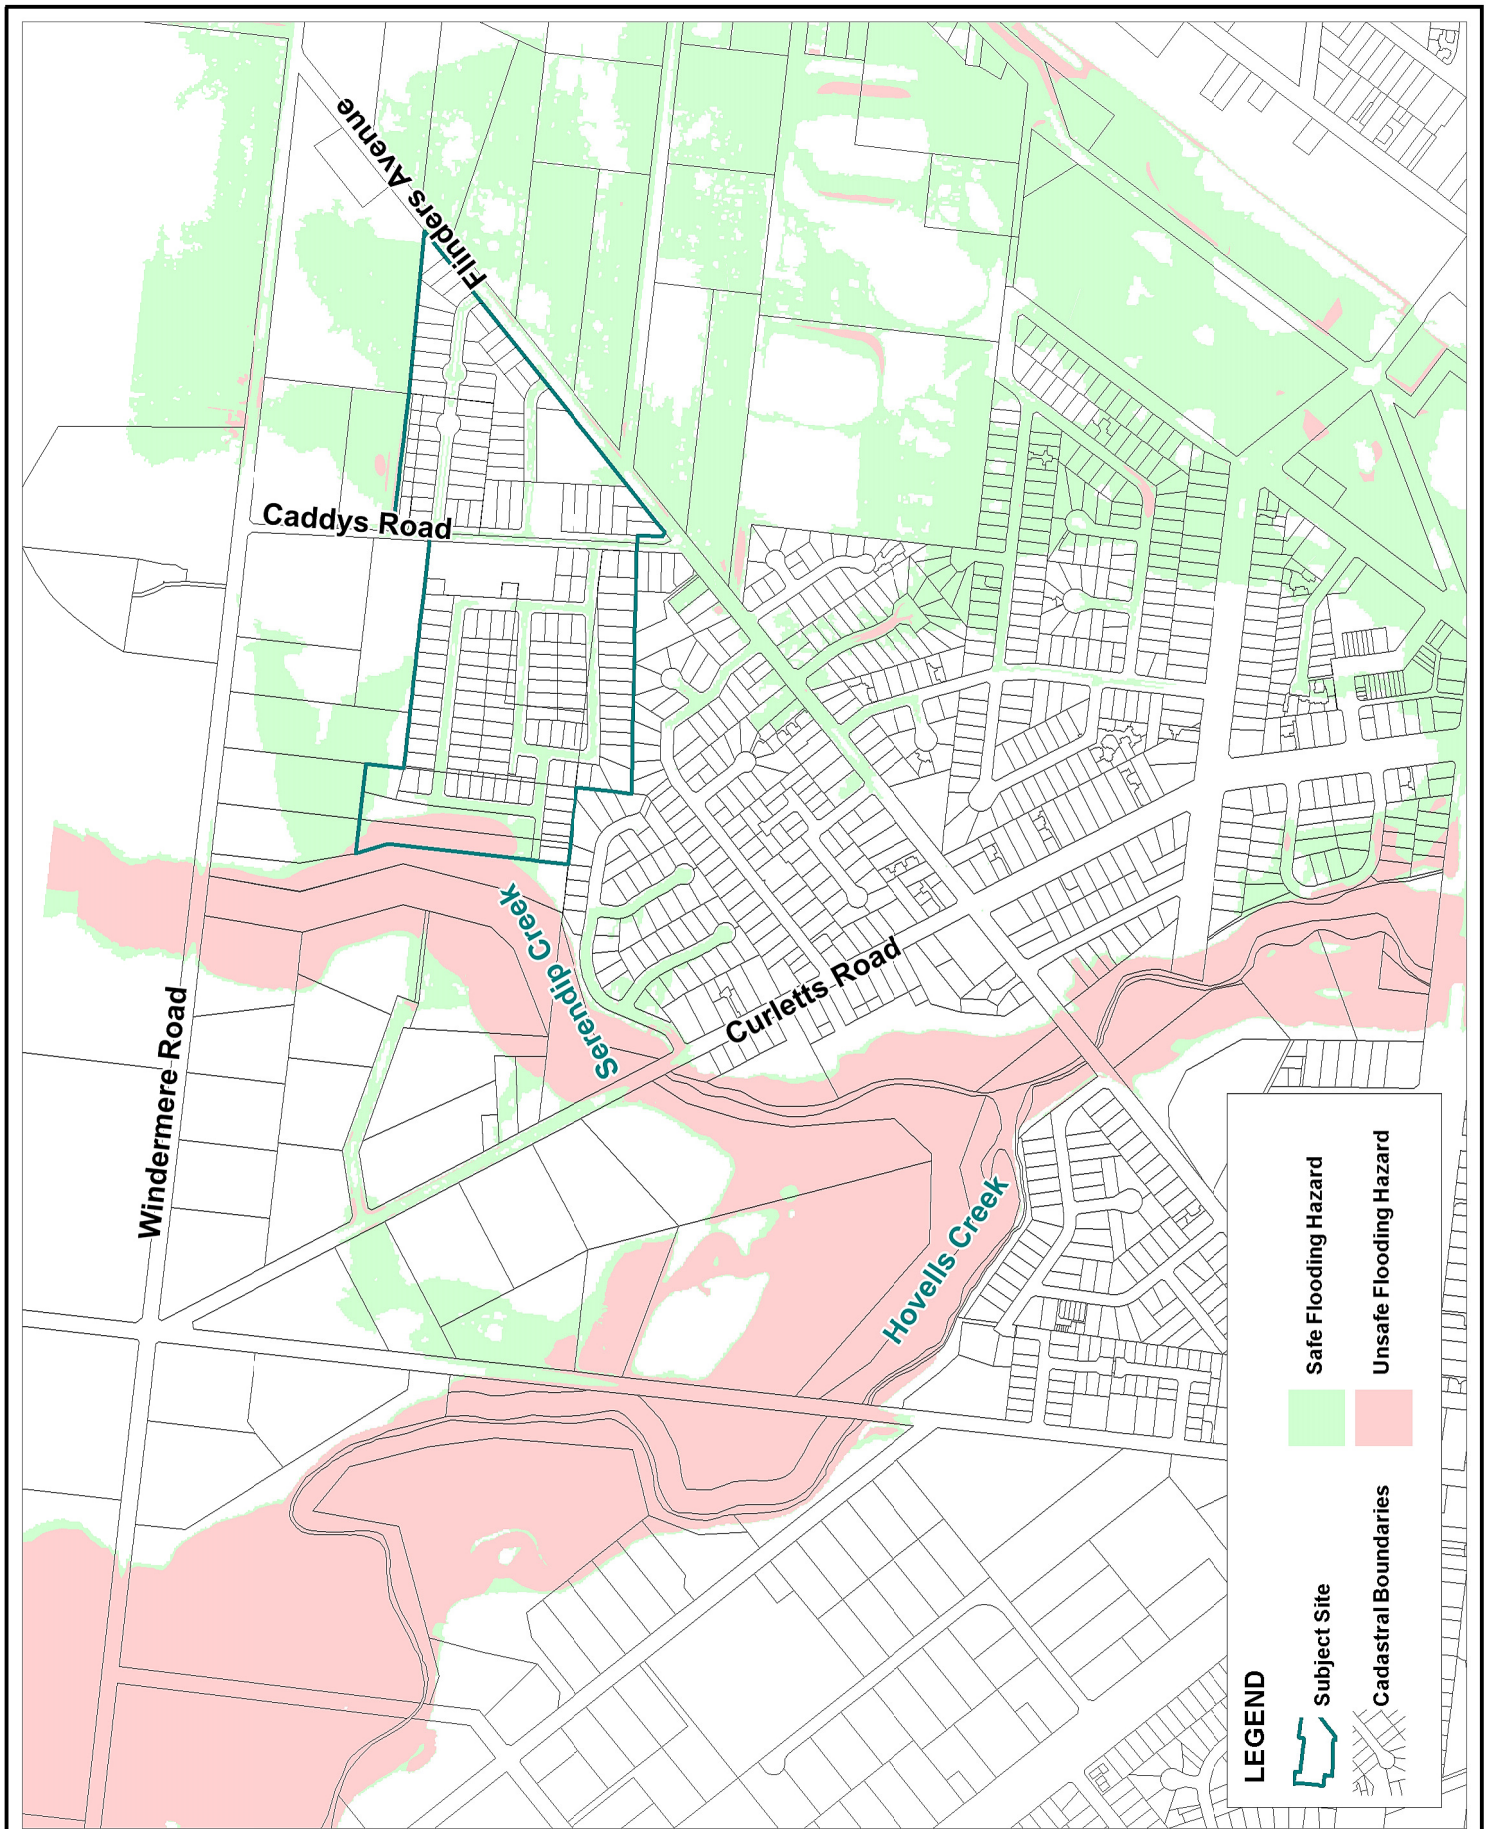 Flinders Avenue
Caddys Road
Serendip Creek
Curletts Road
Windermere Road
Hovells Creek
LEGEND
Subject Site
Cadastral Boundaries
Safe Flooding Hazard
Unsafe Flooding Hazard